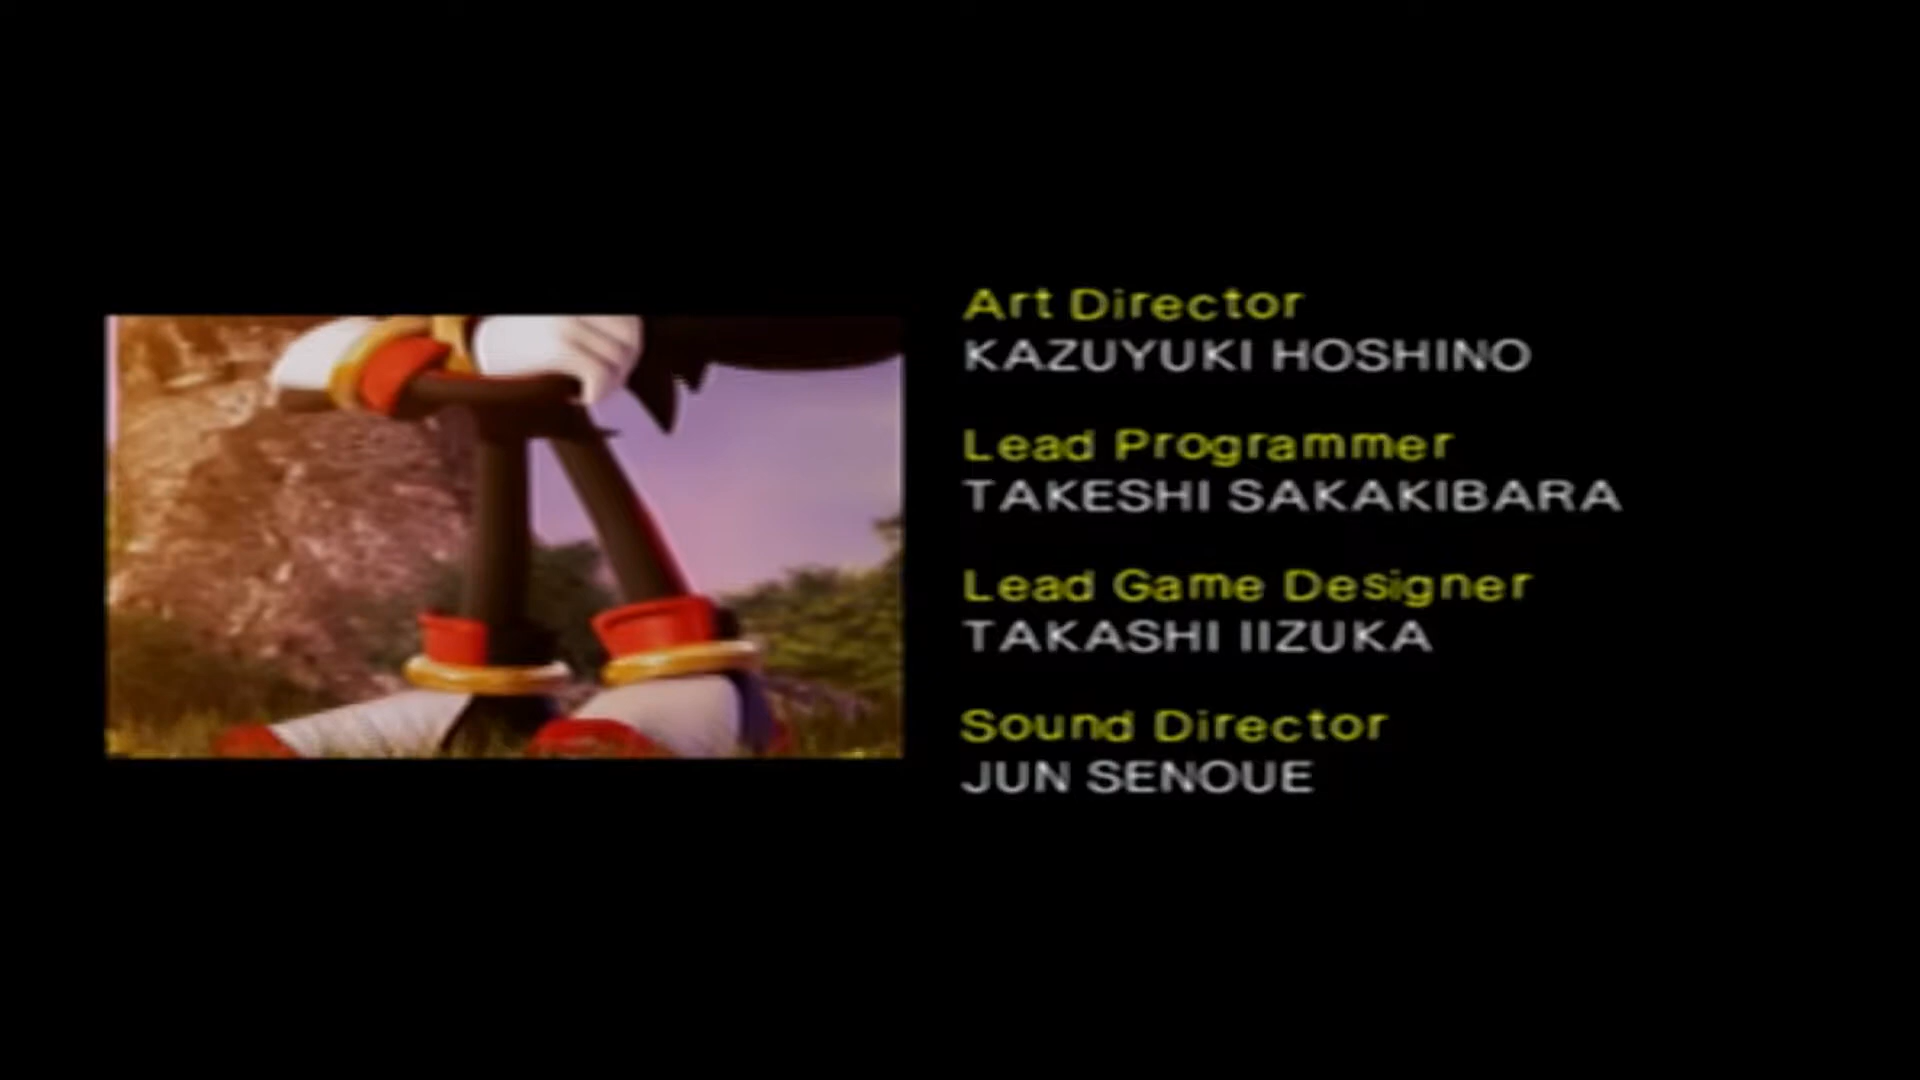 Art Director
KAZUYUKI HOSHINO
Lead Programmer
TAKESHI SAKAKIBARA
Lead Game Designer
TAKASHI IIZUKA
Sound Director
JUN SENOUE